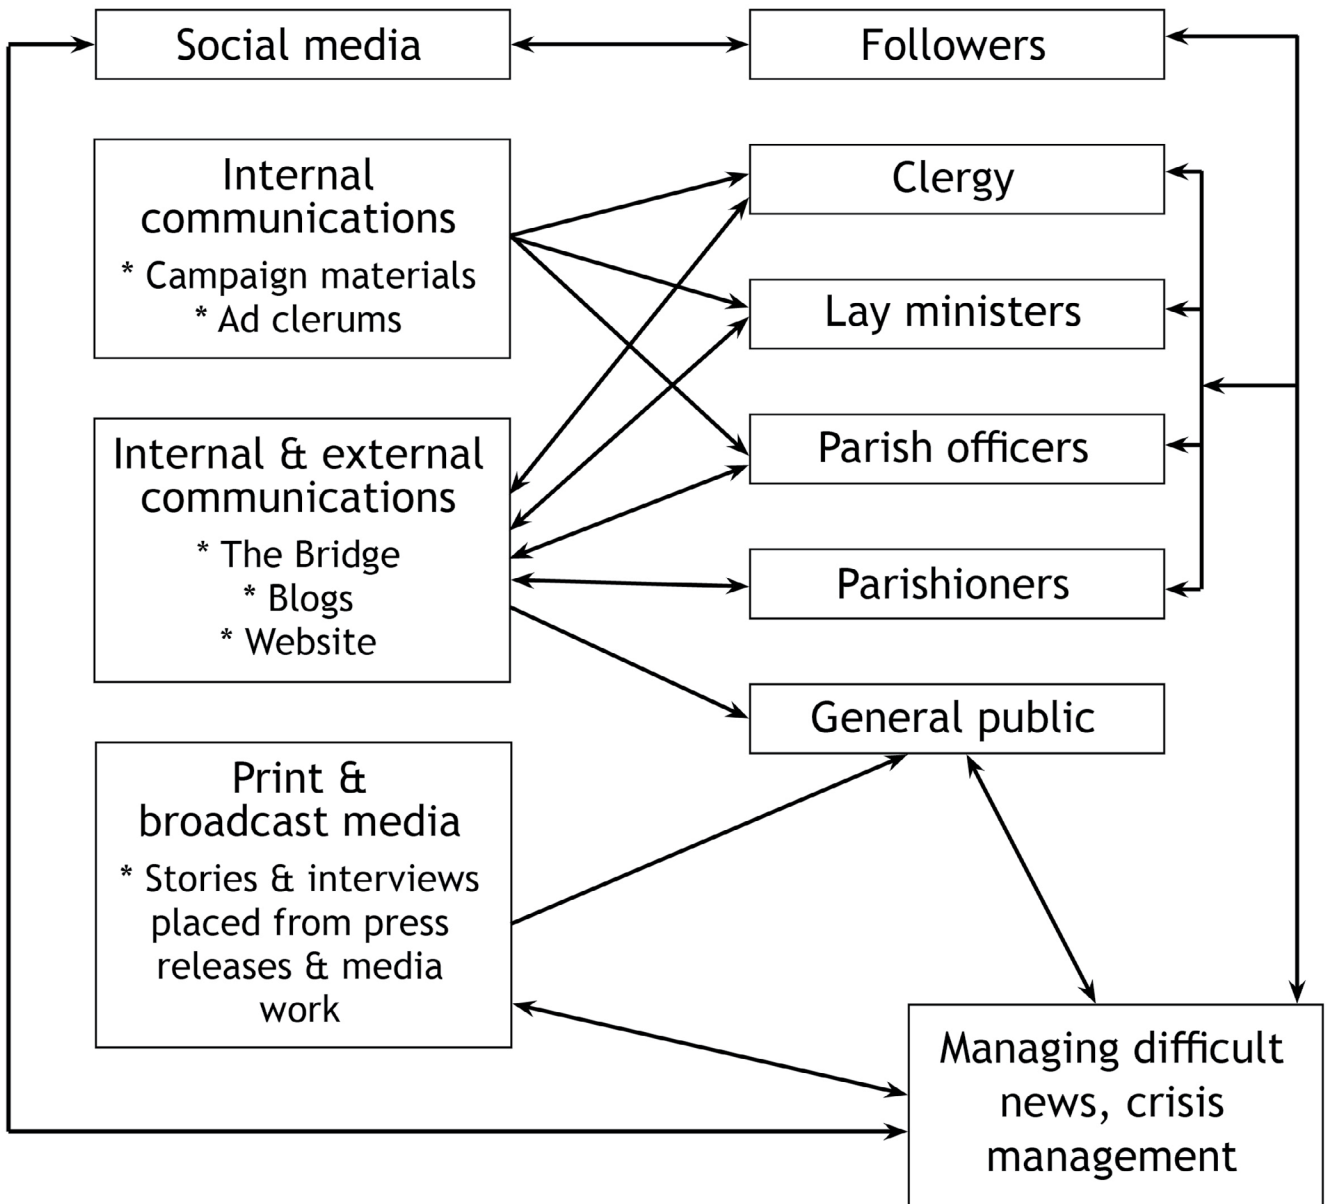 Social media
Followers
Internal
communications
* Campaign materials
* Ad clerums
Clergy
Lay ministers
Internal & external
communications
* The Bridge
* Blogs
* Website
Parish officers
Parishioners
General public
Print &
broadcast media
* Stories & interviews
placed from press
releases & media
work
Managing difficult
news, crisis
management